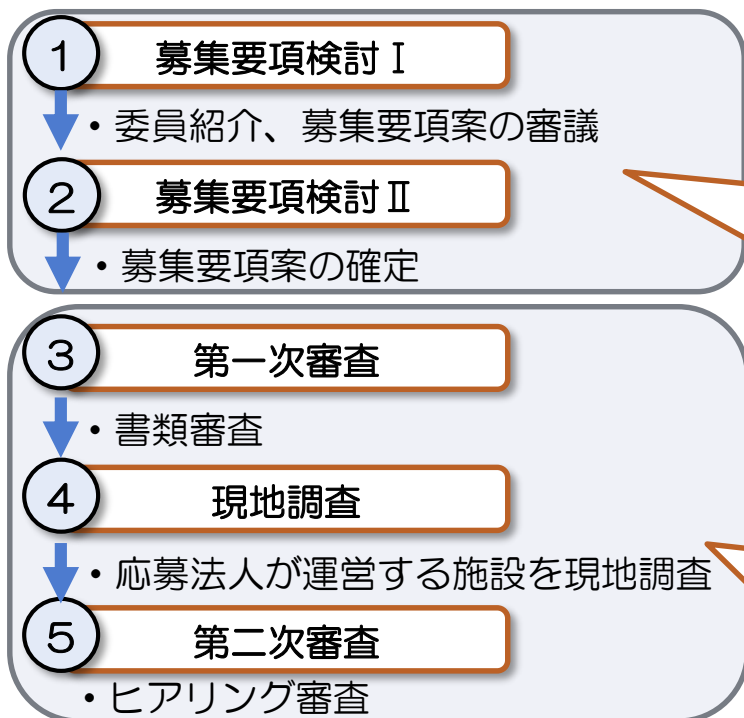 1 募集要項検討Ⅰ
・委員紹介、募集要項案の審議
2 募集要項検討Ⅱ
・募集要項案の確定
3 第一次審査
・書類審査
4 現地調査
・応募法人が運営する施設を現地調査
5 第二次審査
・ヒアリング審査